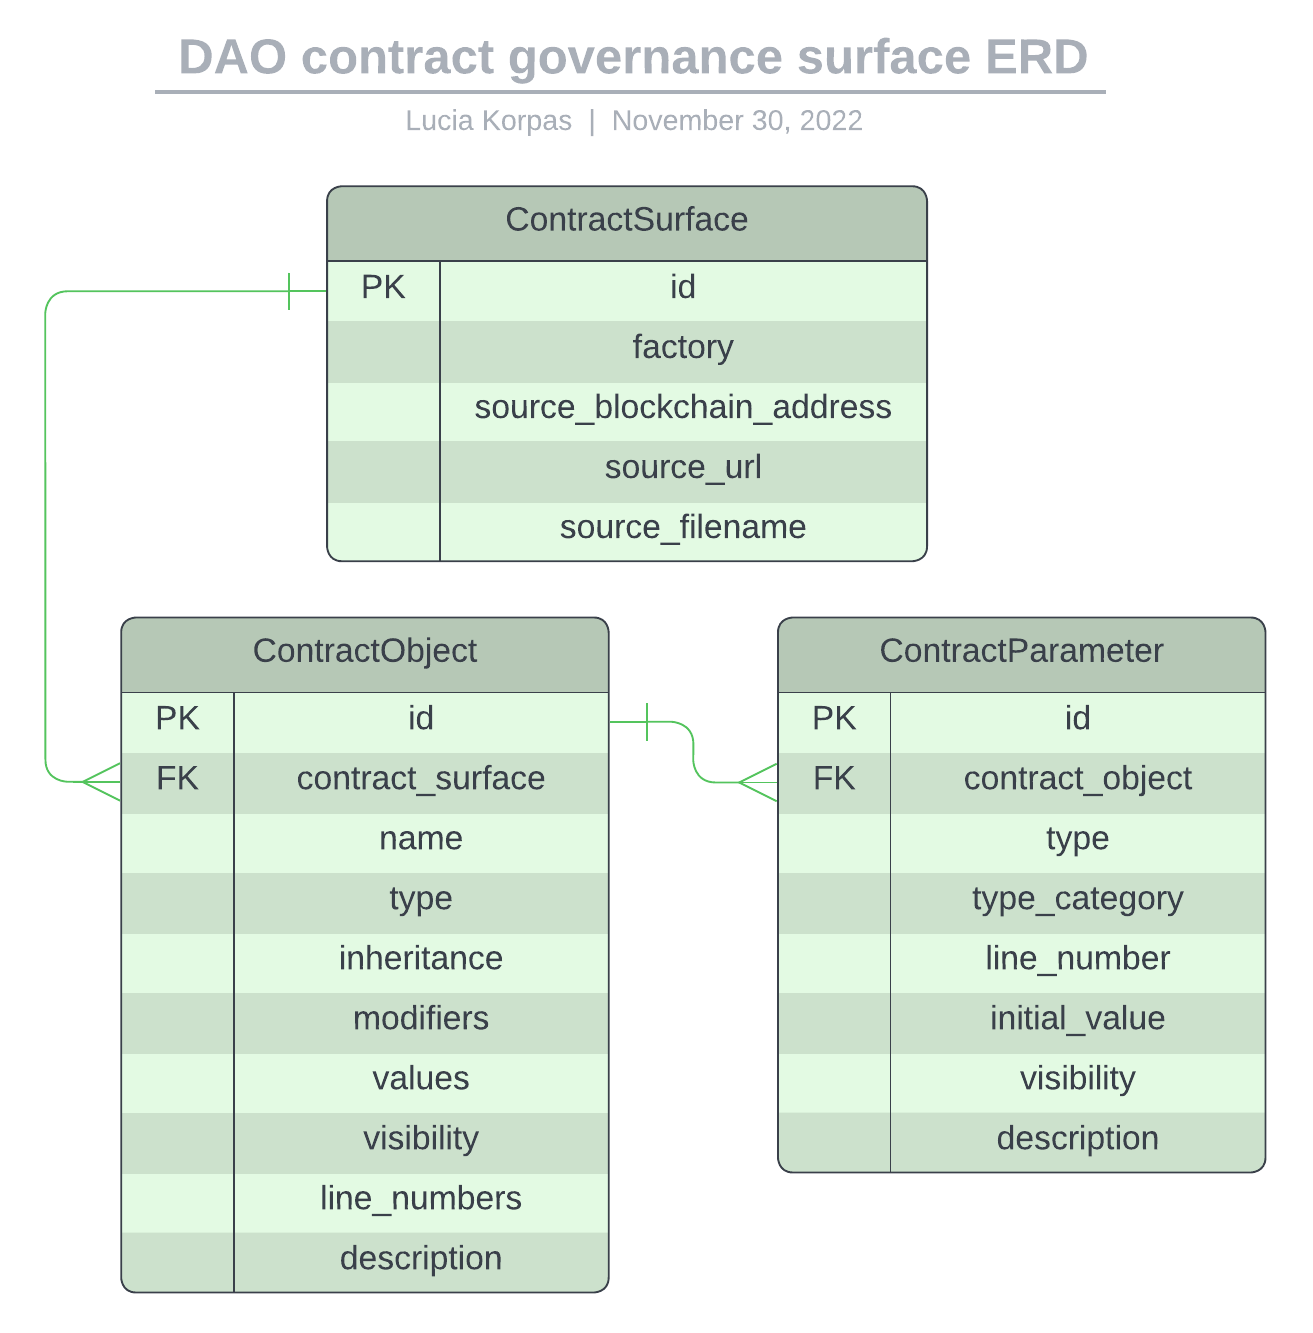 DAO contract governance surface ERD
Lucia Korpas | November 30, 2022
ContractSurface
PK id
factory
source_blockchain_address
source_url
source_filename
ContractObject
PK id
FK contract_surface
name
type
inheritance
modifiers
values
visibility
line_numbers
description
ContractParameter
PK id
FK contract_object
type
type_category
line_number
initial_value
visibility
description